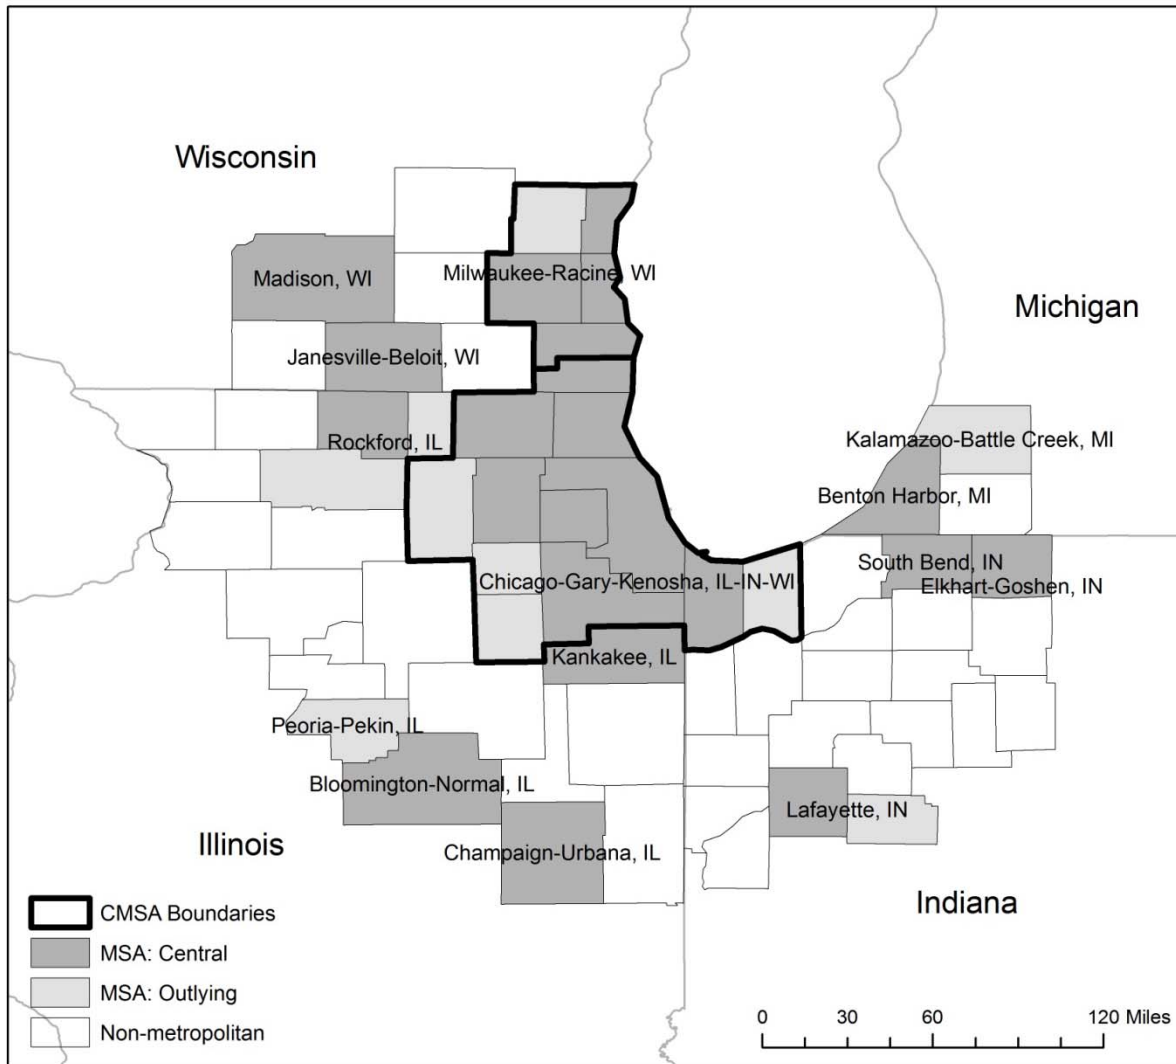 Wisconsin
Madison, WI
Milwaukee-Racine, WI
Michigan
Janesville-Beloit, WI
Rockford, IL
Kalamazoo-Battle Creek, MI
Benton Harbor, MI
South Bend, IN
Chicago-Gary-Kenosha, IL-IN-WI
Elkhart-Goshen, IN
Kankakee, IL
Peoria-Pekin, IL
Bloomington-Normal, IL
Lafayette, IN
Illinois
Champaign-Urbana, IL
Indiana
CMSA Boundaries
MSA: Central
MSA: Outlying
Non-metropolitan
0 30 60 120 Miles